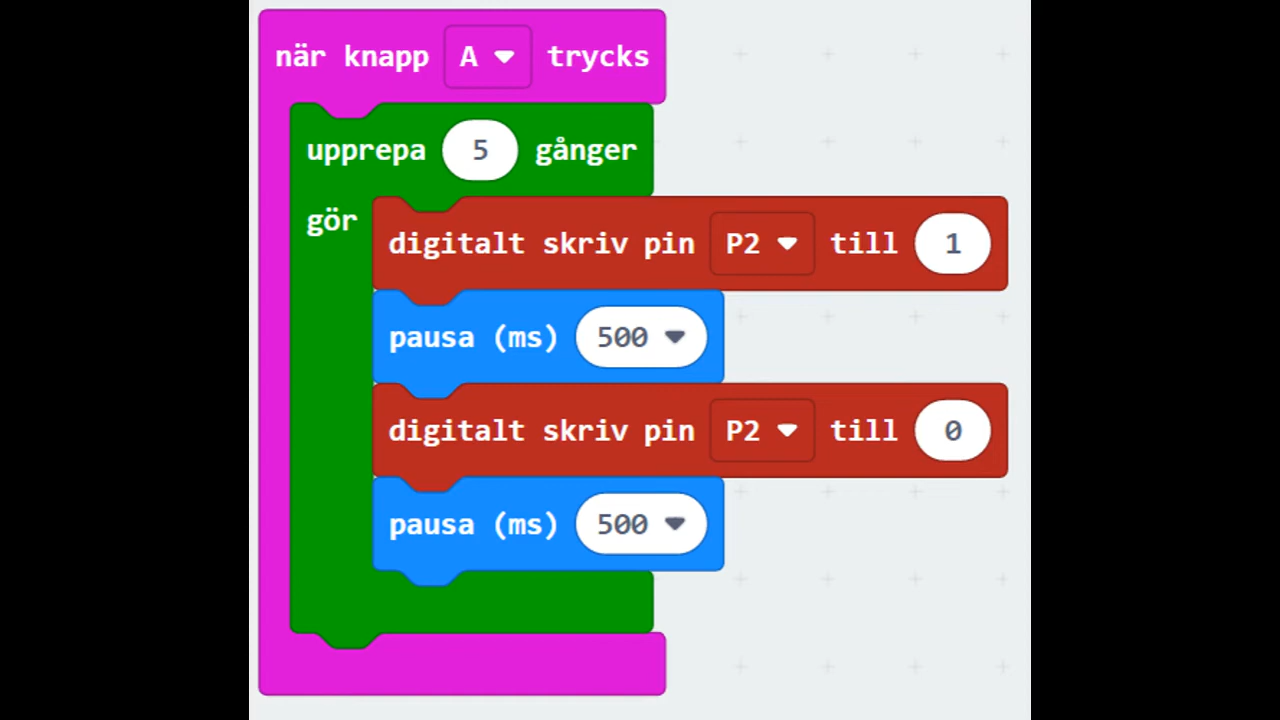 när knapp A trycks
upprepa 5 gånger
gör
digitalt skriv pin P2 till 1
pausa (ms) 500
digitalt skriv pin P2 till 0
pausa (ms) 500